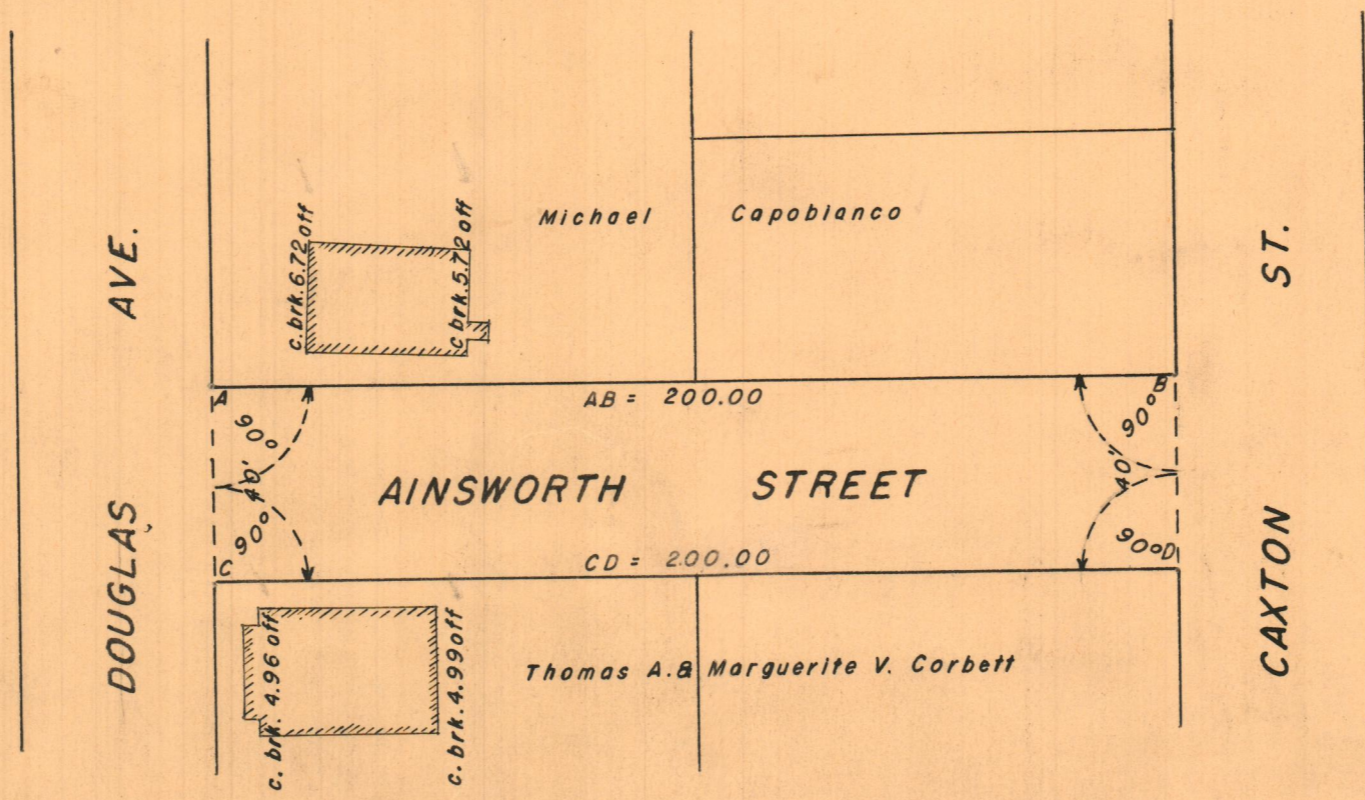 DOUGLAS AVE.
c. brk. 6.72 off
c brk. 5.72 off
Michael Capobianco
A
AB = 200.00
B
90°
40'
90°
AINSWORTH STREET
90°
40'
90°
C
CD = 200.00
D
c. brk. 4.96 off
c. brk. 4.99 off
Thomas A. & Marguerite V. Corbett
CAXTON ST.